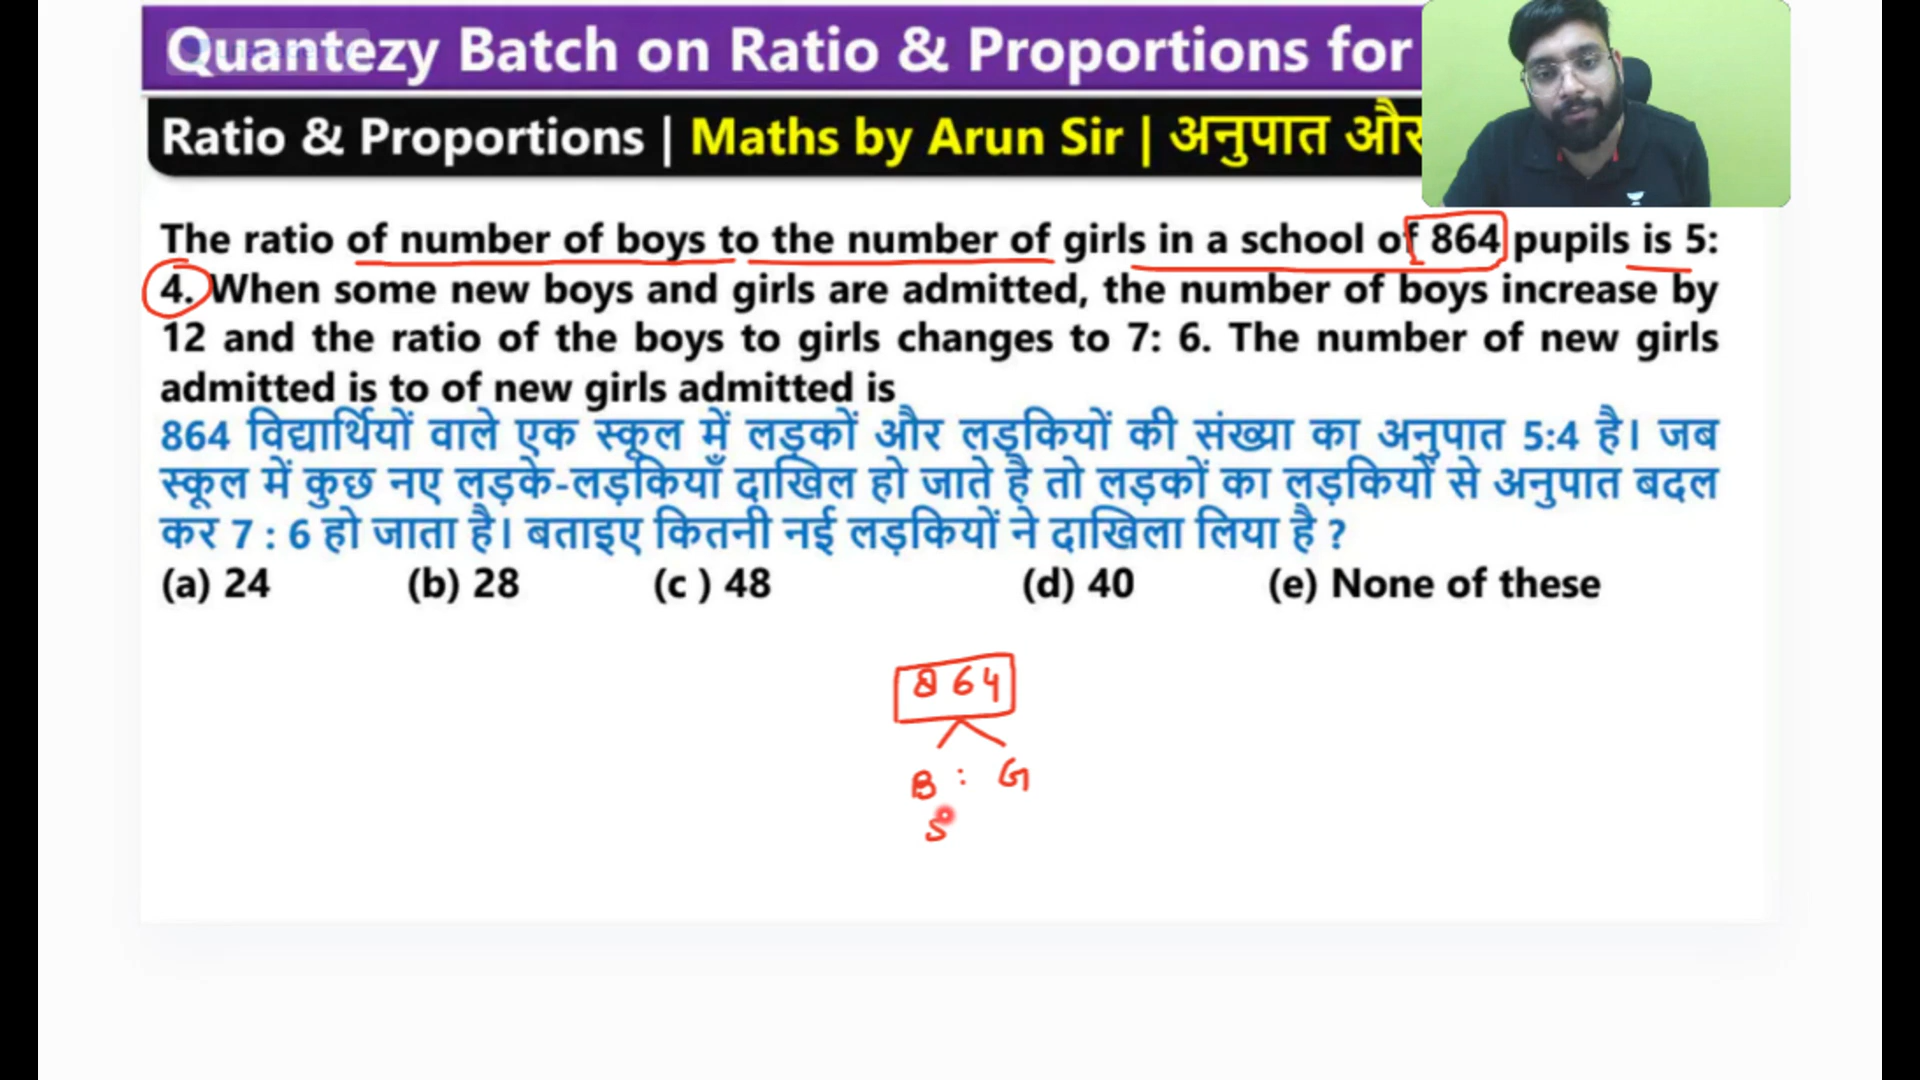 Quantezy Batch on Ratio & Proportions for
Ratio & Proportions | Maths by Arun Sir | अनुपात और
The ratio of number of boys to the number of girls in a school of 864 pupils is 5:
4. When some new boys and girls are admitted, the number of boys increase by
12 and the ratio of the boys to girls changes to 7: 6. The number of new girls
admitted is to of new girls admitted is
864 विद्यार्थियों वाले एक स्कूल में लड़कों और लड़कियों की संख्या का अनुपात 5:4 है। जब
स्कूल में कुछ नए लड़के-लड़कियाँ दाखिल हो जाते है तो लड़कों का लड़कियों से अनुपात बदल
कर 7 : 6 हो जाता है। बताइए कितनी नई लड़कियों ने दाखिला लिया है ?
(a) 24 (b) 28 (c ) 48 (d) 40 (e) None of these
864
B : G
5